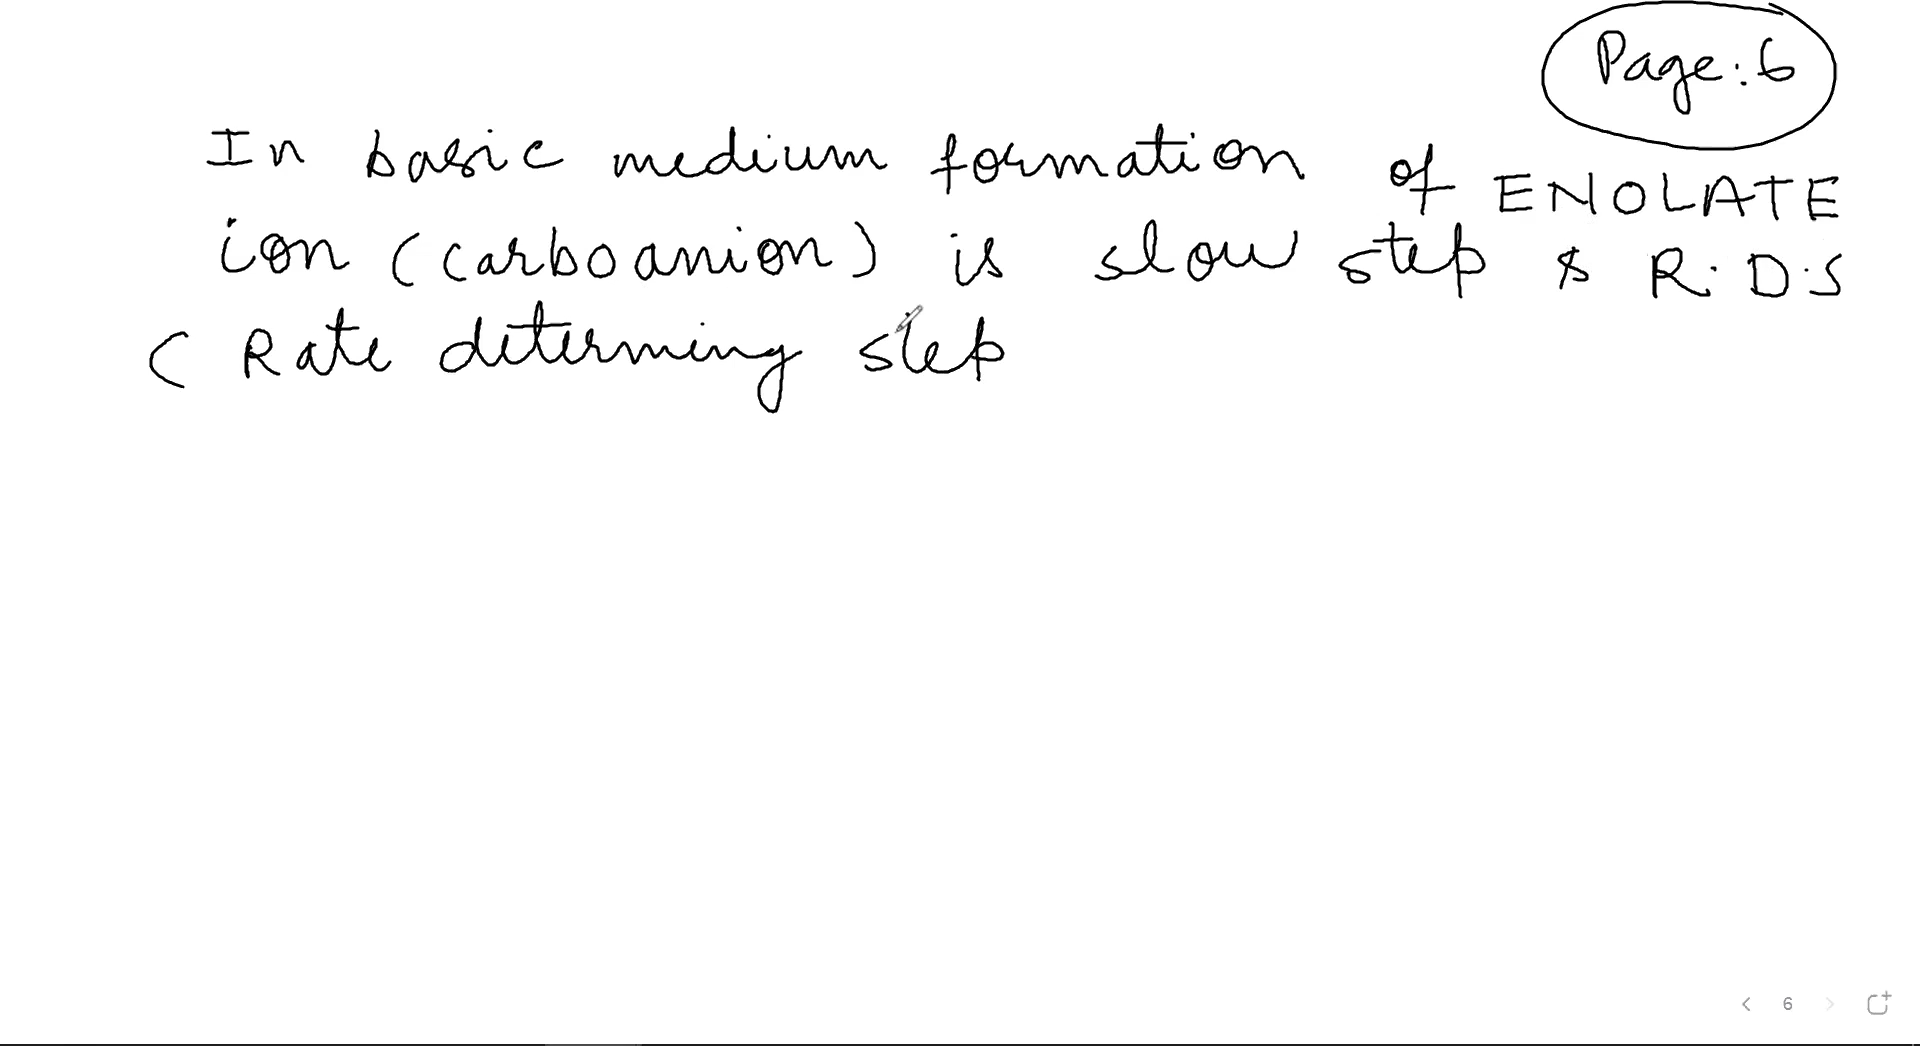 Page: 6
In basic medium formation of ENOLATE
ion (carboanion) is slow step & R.D.S
( Rate determing step
6